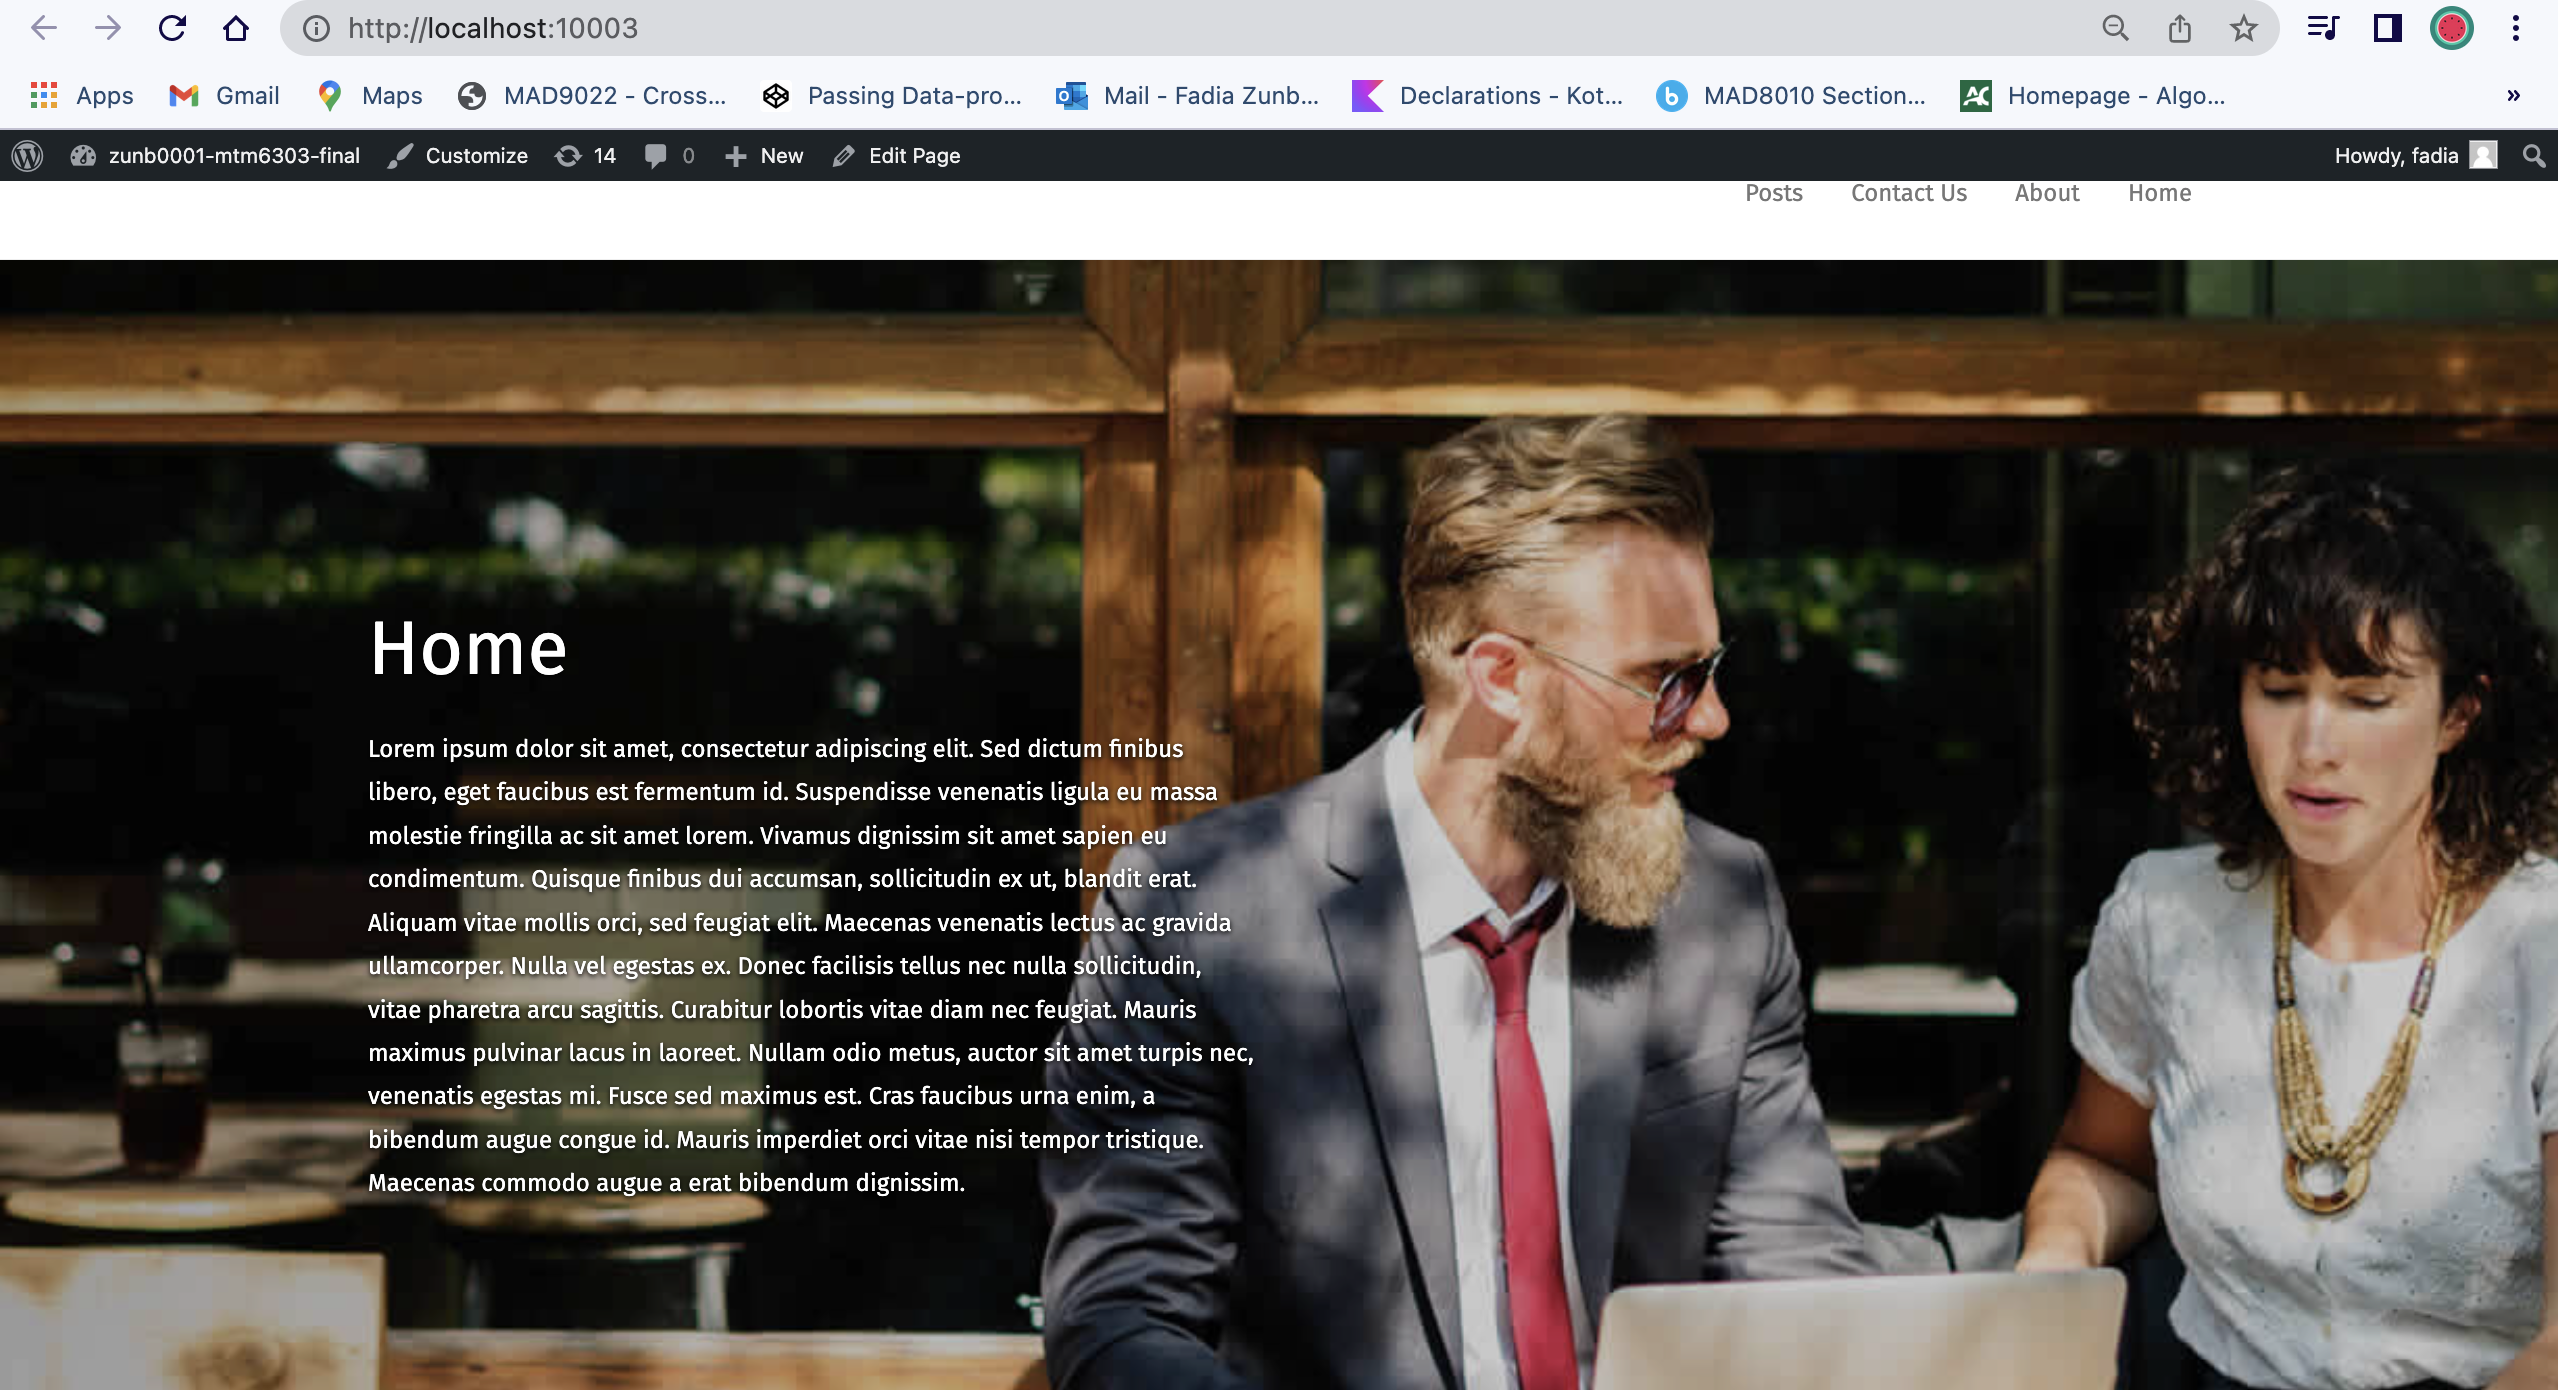 http://localhost:10003
Apps Gmail Maps MAD9022 - Cross... Passing Data-pro... Mail - Fadia Zunb... Declarations - Kot... MAD8010 Section... Homepage - Algo... »
zunb0001-mtm6303-final Customize 14 0 New Edit Page Howdy, fadia
Posts Contact Us About Home
Home
Lorem ipsum dolor sit amet, consectetur adipiscing elit. Sed dictum finibus
libero, eget faucibus est fermentum id. Suspendisse venenatis ligula eu massa
molestie fringilla ac sit amet lorem. Vivamus dignissim sit amet sapien eu
condimentum. Quisque finibus dui accumsan, sollicitudin ex ut, blandit erat.
Aliquam vitae mollis orci, sed feugiat elit. Maecenas venenatis lectus ac gravida
ullamcorper. Nulla vel egestas ex. Donec facilisis tellus nec nulla sollicitudin,
vitae pharetra arcu sagittis. Curabitur lobortis vitae diam nec feugiat. Mauris
maximus pulvinar lacus in laoreet. Nullam odio metus, auctor sit amet turpis nec,
venenatis egestas mi. Fusce sed maximus est. Cras faucibus urna enim, a
bibendum augue congue id. Mauris imperdiet orci vitae nisi tempor tristique.
Maecenas commodo augue a erat bibendum dignissim.